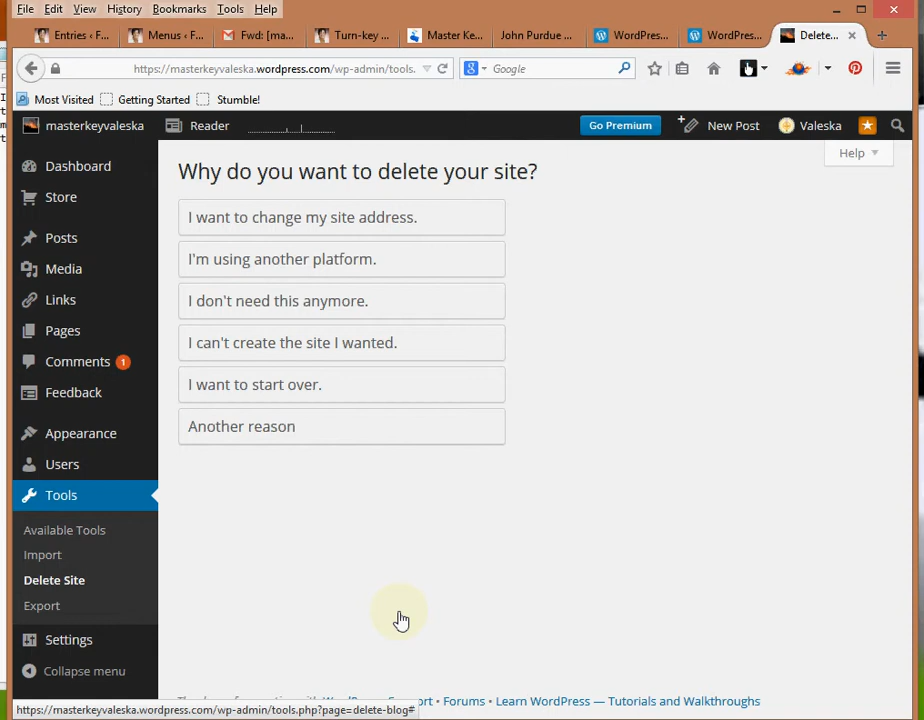 File Edit View History Bookmarks Tools Help
Entries ‹ F... Menus ‹ F... Fwd: [ma... Turn-key ... Master Ke... John Purdue ... WordPres... WordPres... Delete...
https://masterkeyvaleska.wordpress.com/wp-admin/tools. Google
Most Visited Getting Started Stumble!
masterkeyvaleska Reader Go Premium New Post Valeska
Help
Why do you want to delete your site?
I want to change my site address.
I'm using another platform.
I don't need this anymore.
I can't create the site I wanted.
I want to start over.
Another reason
Dashboard
Store
Posts
Media
Links
Pages
Comments 1
Feedback
Appearance
Users
Tools
Available Tools
Import
Delete Site
Export
Settings
Collapse menu
Forums • Learn WordPress — Tutorials and Walkthroughs
https://masterkeyvaleska.wordpress.com/wp-admin/tools.php?page=delete-blog#